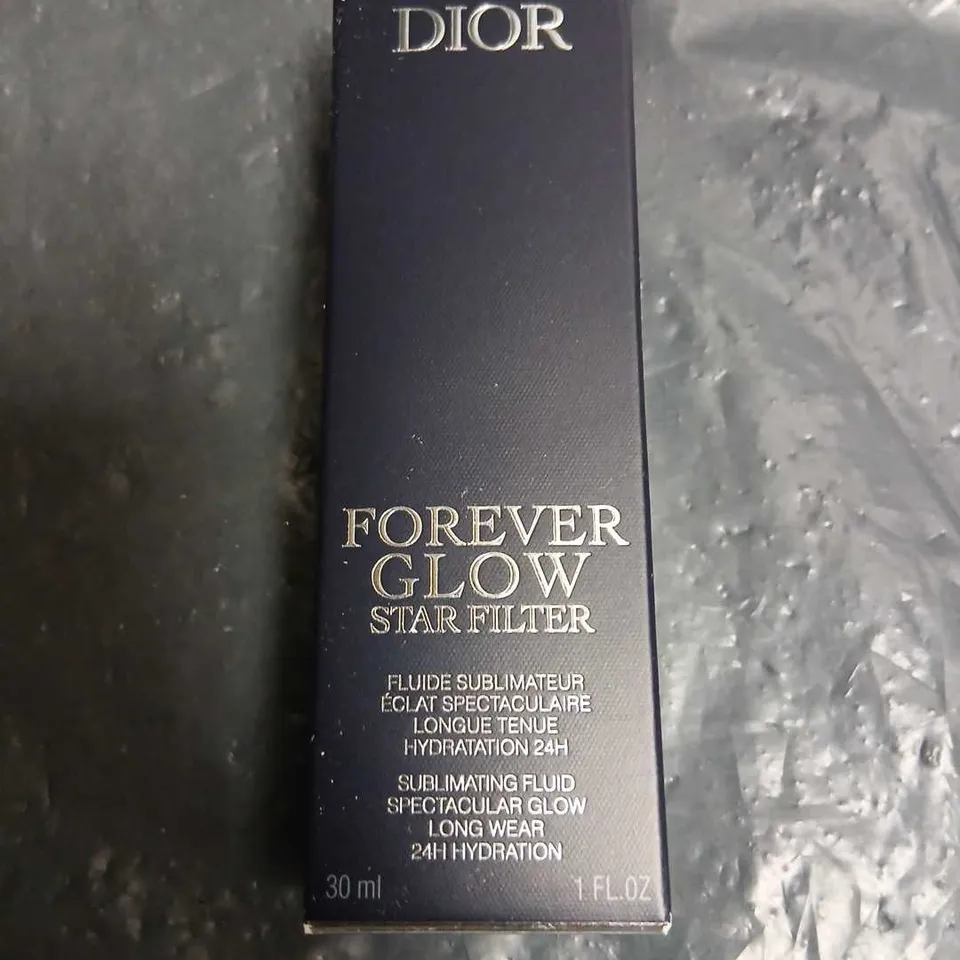 DIOR
FOREVER
GLOW
STAR FILTER
FLUIDE SUBLIMATEUR
ÉCLAT SPECTACULAIRE
LONGUE TENUE
HYDRATATION 24H
SUBLIMATING FLUID
SPECTACULAR GLOW
LONG WEAR
24H HYDRATION
30 ml 1 FL.OZ